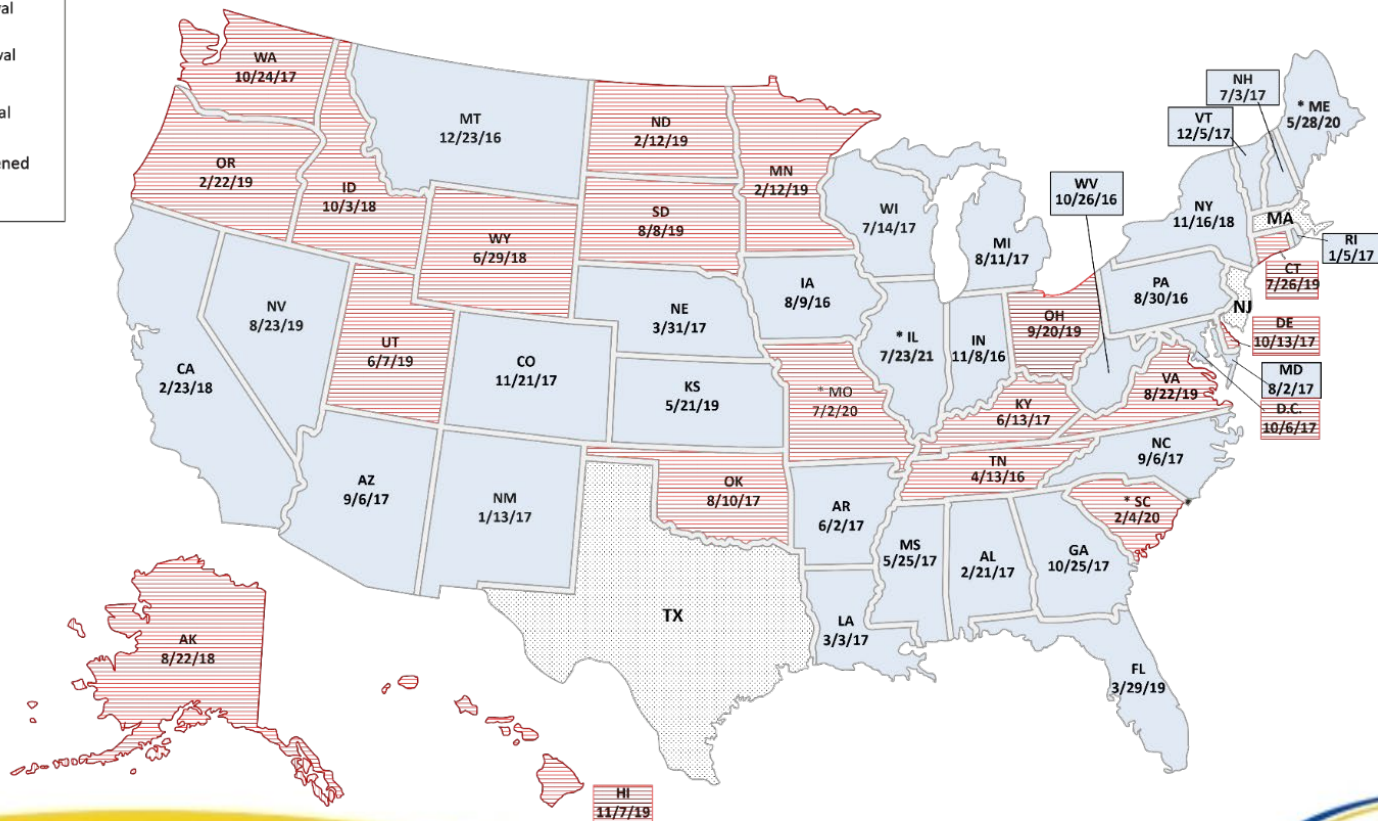 val
val
al
ened
WA
10/24/17
MT
12/23/16
ND
2/12/19
MN
2/12/19
OR
2/22/19
ID
10/3/18
WY
6/29/18
SD
8/8/19
WI
7/14/17
MI
8/11/17
WV
10/26/16
NH
7/3/17
VT
12/5/17
* ME
5/28/20
NY
11/16/18
MA
RI
1/5/17
CT
7/26/19
PA
8/30/16
NJ
DE
10/13/17
MD
8/2/17
D.C.
10/6/17
NV
8/23/19
UT
6/7/19
CA
2/23/18
CO
11/21/17
NE
3/31/17
KS
5/21/19
IA
8/9/16
* IL
7/23/21
IN
11/8/16
OH
9/20/19
* MO
7/2/20
KY
6/13/17
VA
8/22/19
NC
9/6/17
TN
4/13/16
* SC
2/4/20
*
AZ
9/6/17
NM
1/13/17
OK
8/10/17
AR
6/2/17
MS
5/25/17
AL
2/21/17
GA
10/25/17
TX
LA
3/3/17
FL
3/29/19
AK
8/22/18
HI
11/7/19